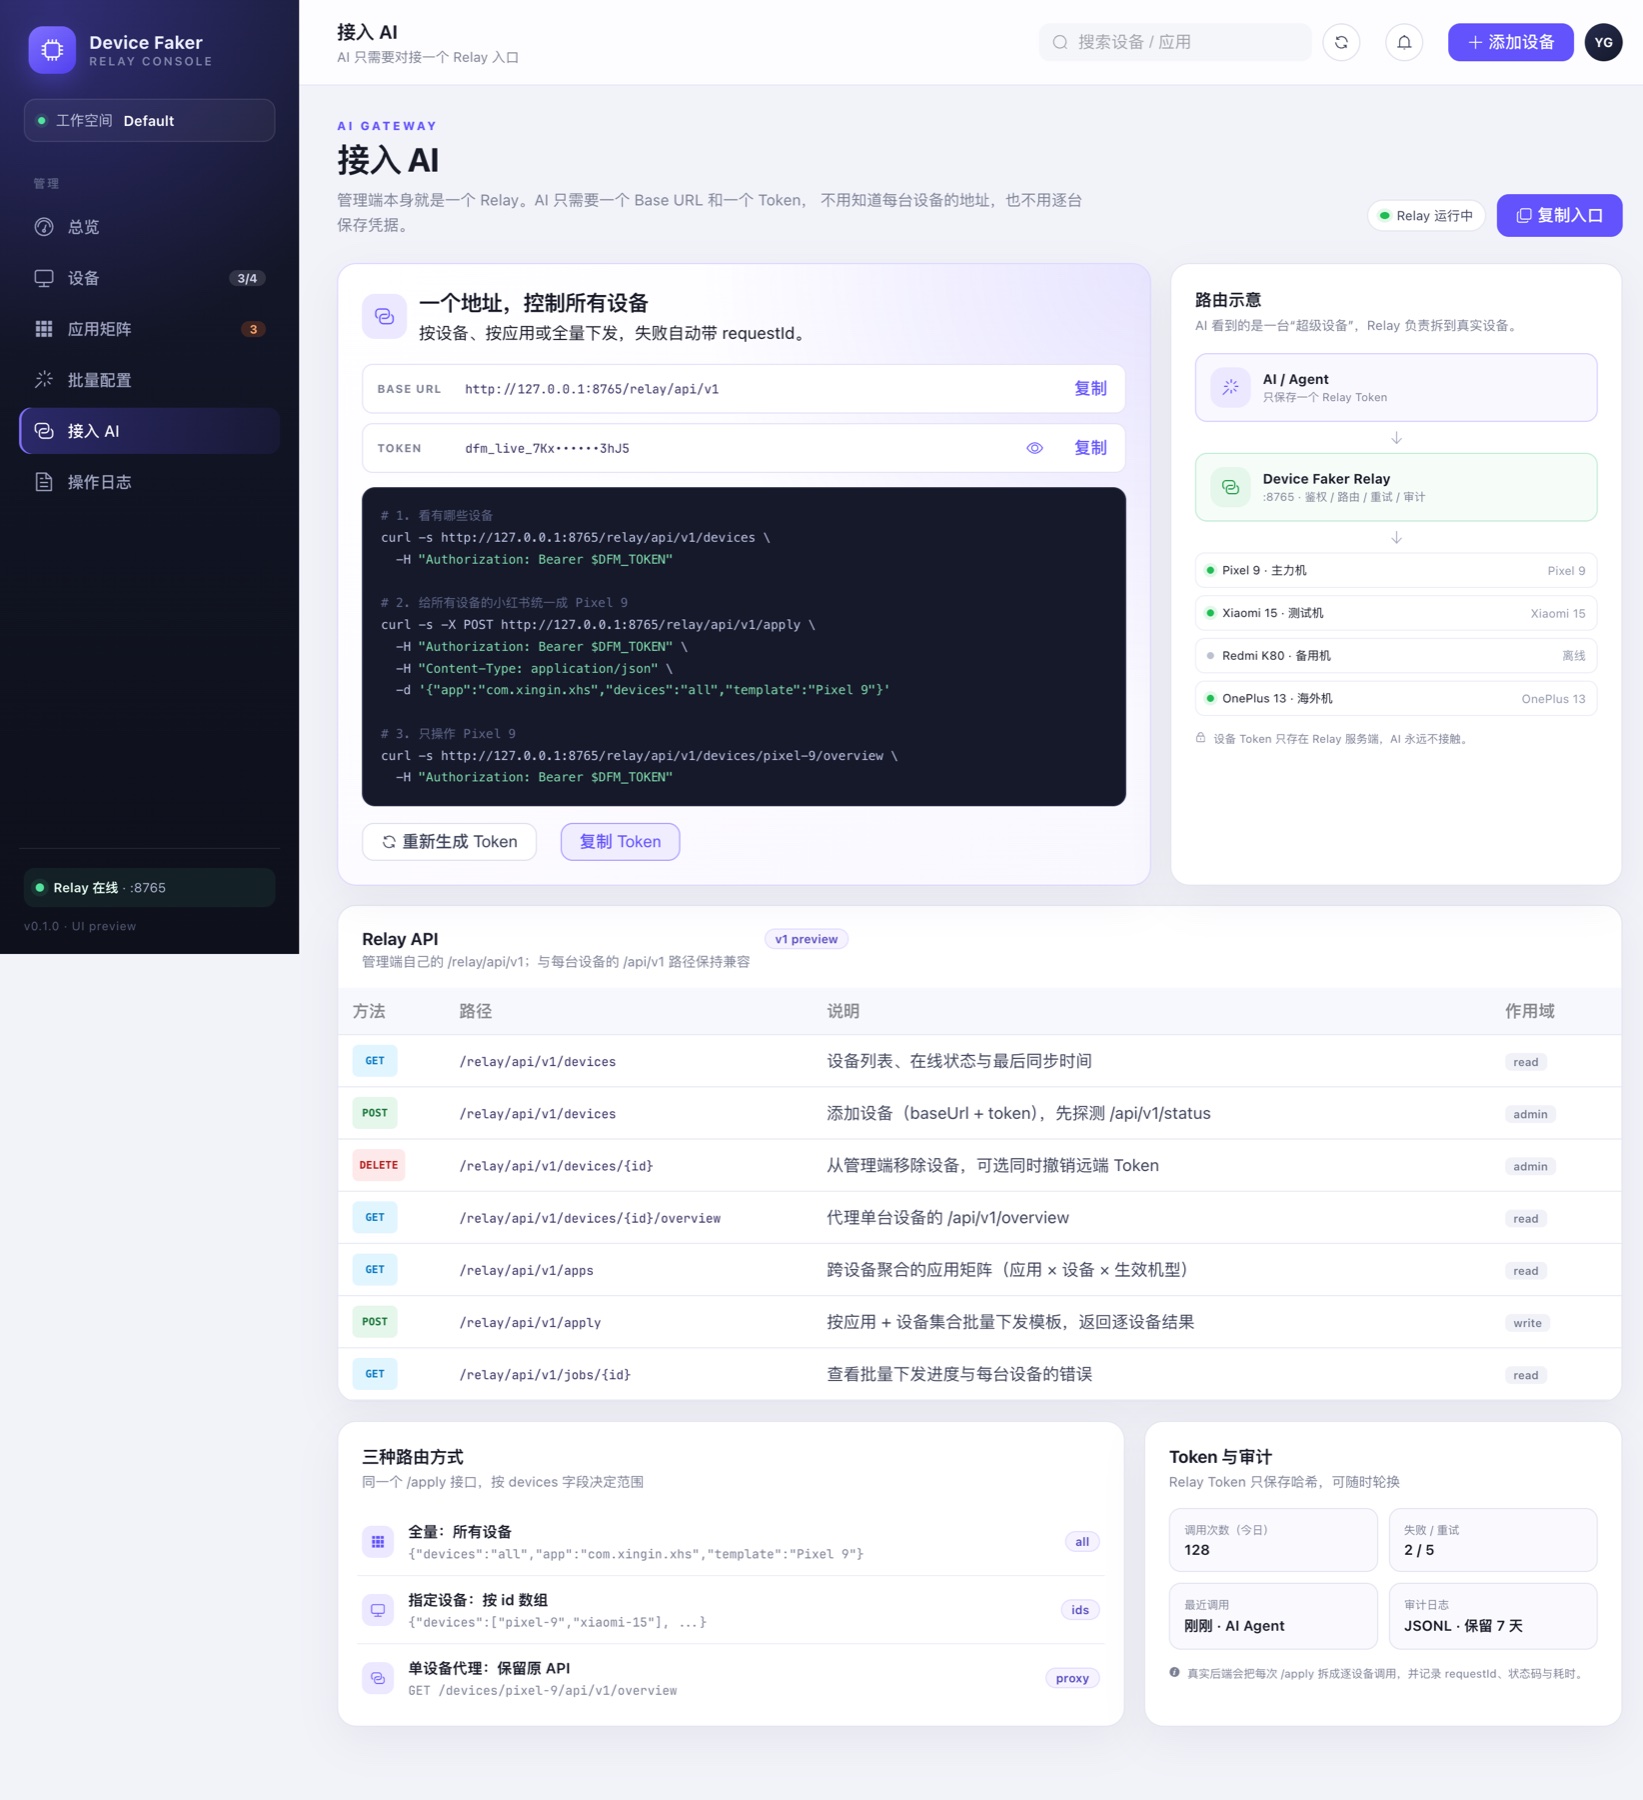 Device Faker
RELAY CONSOLE
工作空间 Default
管理
总览
设备 3/4
应用矩阵 3
批量配置
接入 AI
操作日志
Relay 在线 · :8765
v0.1.0 · UI preview
接入 AI
AI 只需要对接一个 Relay 入口
搜索设备 / 应用
添加设备
YG
AI GATEWAY
接入 AI
管理端本身就是一个 Relay。AI 只需要一个 Base URL 和一个 Token， 不用知道每台设备的地址，也不用逐台
保存凭据。
Relay 运行中
复制入口
一个地址，控制所有设备
按设备、按应用或全量下发，失败自动带 requestId。
BASE URL http://127.0.0.1:8765/relay/api/v1 复制
TOKEN dfm_live_7Kx••••••3hJ5 复制
# 1. 看有哪些设备
curl -s http://127.0.0.1:8765/relay/api/v1/devices \
-H "Authorization: Bearer $DFM_TOKEN"
# 2. 给所有设备的小红书统一成 Pixel 9
curl -s -X POST http://127.0.0.1:8765/relay/api/v1/apply \
-H "Authorization: Bearer $DFM_TOKEN" \
-H "Content-Type: application/json" \
-d '{"app":"com.xingin.xhs","devices":"all","template":"Pixel 9"}'
# 3. 只操作 Pixel 9
curl -s http://127.0.0.1:8765/relay/api/v1/devices/pixel-9/overview \
-H "Authorization: Bearer $DFM_TOKEN"
重新生成 Token
复制 Token
路由示意
AI 看到的是一台“超级设备”，Relay 负责拆到真实设备。
AI / Agent
只保存一个 Relay Token
Device Faker Relay
:8765 · 鉴权 / 路由 / 重试 / 审计
Pixel 9 · 主力机 Pixel 9
Xiaomi 15 · 测试机 Xiaomi 15
Redmi K80 · 备用机 离线
OnePlus 13 · 海外机 OnePlus 13
设备 Token 只存在 Relay 服务端，AI 永远不接触。
Relay API v1 preview
管理端自己的 /relay/api/v1；与每台设备的 /api/v1 路径保持兼容
方法 路径 说明 作用域
GET /relay/api/v1/devices 设备列表、在线状态与最后同步时间 read
POST /relay/api/v1/devices 添加设备（baseUrl + token），先探测 /api/v1/status admin
DELETE /relay/api/v1/devices/{id} 从管理端移除设备，可选同时撤销远端 Token admin
GET /relay/api/v1/devices/{id}/overview 代理单台设备的 /api/v1/overview read
GET /relay/api/v1/apps 跨设备聚合的应用矩阵（应用 × 设备 × 生效机型） read
POST /relay/api/v1/apply 按应用 + 设备集合批量下发模板，返回逐设备结果 write
GET /relay/api/v1/jobs/{id} 查看批量下发进度与每台设备的错误 read
三种路由方式
同一个 /apply 接口，按 devices 字段决定范围
全量：所有设备
{"devices":"all","app":"com.xingin.xhs","template":"Pixel 9"}
all
指定设备：按 id 数组
{"devices":["pixel-9","xiaomi-15"], ...}
ids
单设备代理：保留原 API
GET /devices/pixel-9/api/v1/overview
proxy
Token 与审计
Relay Token 只保存哈希，可随时轮换
调用次数（今日）
128
失败 / 重试
2 / 5
最近调用
刚刚 · AI Agent
审计日志
JSONL · 保留 7 天
真实后端会把每次 /apply 拆成逐设备调用，并记录 requestId、状态码与耗时。